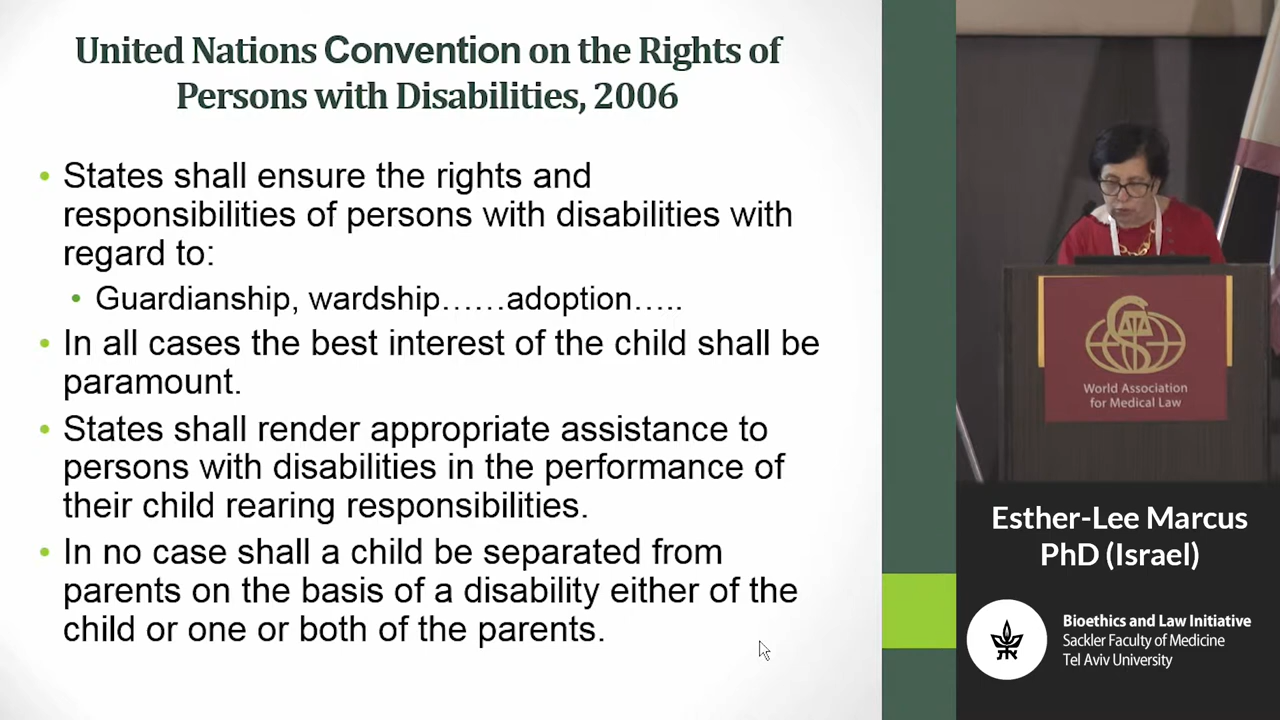 United Nations Convention on the Rights of
Persons with Disabilities, 2006
• States shall ensure the rights and
responsibilities of persons with disabilities with
regard to:
• Guardianship, wardship……adoption…..
• In all cases the best interest of the child shall be
paramount.
• States shall render appropriate assistance to
persons with disabilities in the performance of
their child rearing responsibilities.
• In no case shall a child be separated from
parents on the basis of a disability either of the
child or one or both of the parents.
World Association
for Medical Law
Esther-Lee Marcus
PhD (Israel)
Bioethics and Law Initiative
Sackler Faculty of Medicine
Tel Aviv University